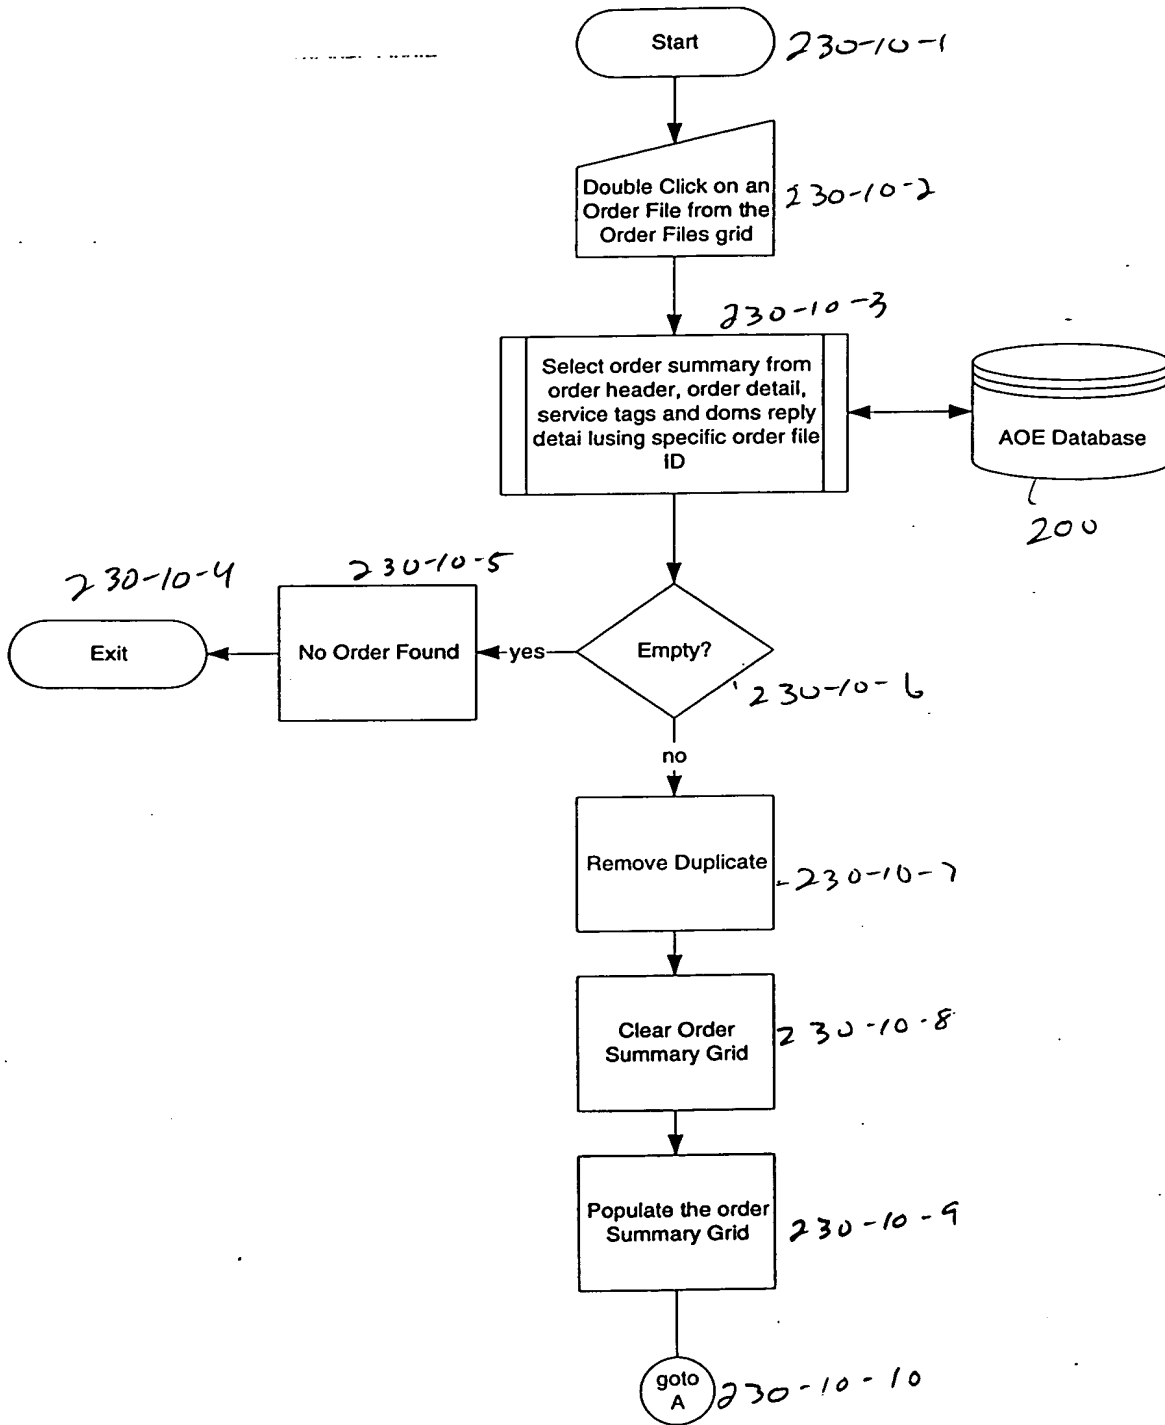 Start
230-10-1
Double Click on an
Order File from the
Order Files grid
230-10-2
230-10-3
Select order summary from
order header, order detail,
service tags and doms reply
detai lusing specific order file
ID
AOE Database
200
230-10-4
230-10-5
Exit
No Order Found
yes
Empty?
230-10-6
no
Remove Duplicate
230-10-7
Clear Order
Summary Grid
230-10-8
Populate the order
Summary Grid
230-10-9
goto
A
230-10-10